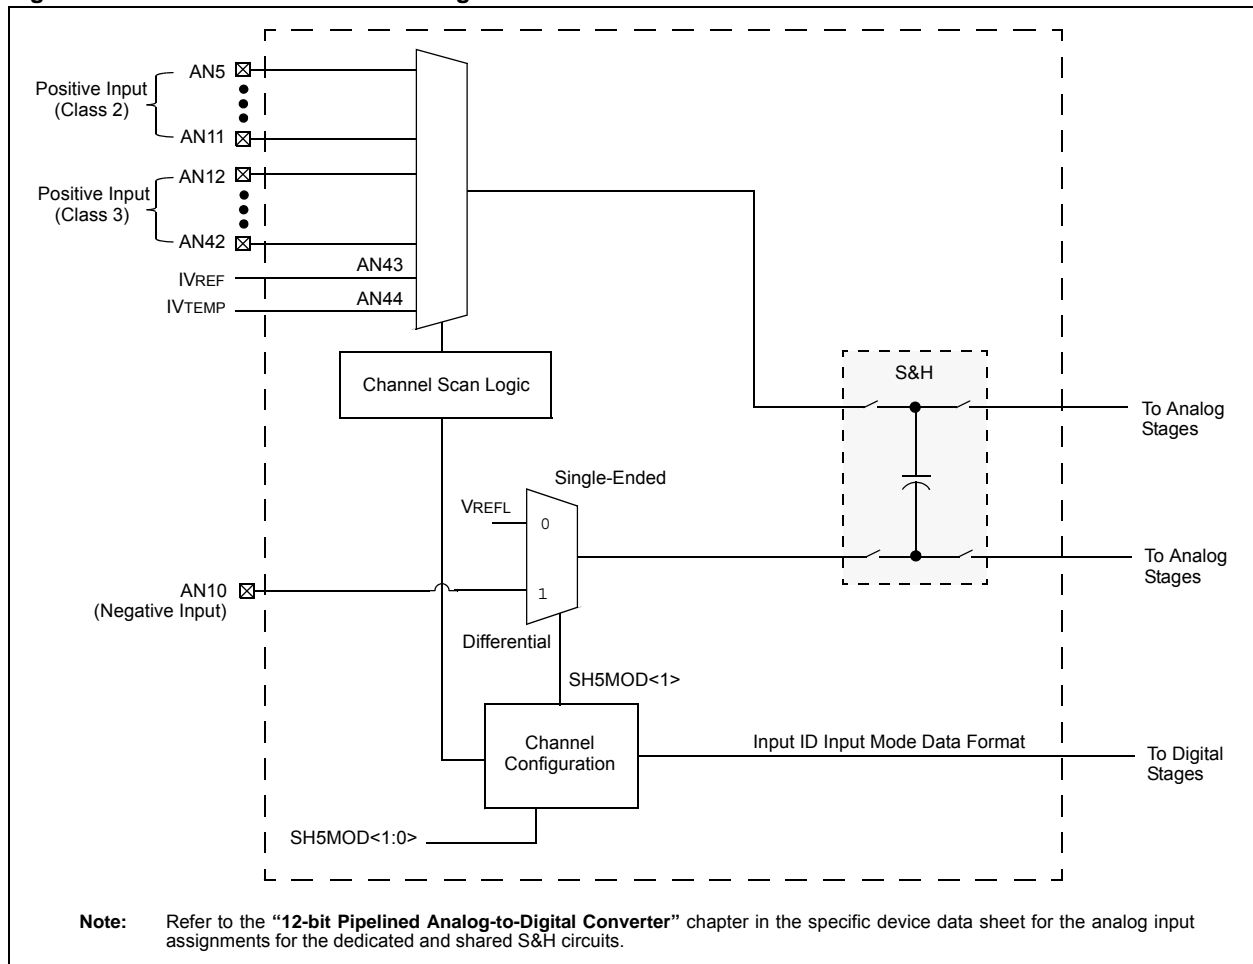 AN5
Positive Input
(Class 2)
AN11
AN12
Positive Input
(Class 3)
AN42
AN43
IVREF
AN44
IVTEMP
Channel Scan Logic
S&H
To Analog
Stages
Single-Ended
VREFL
0
To Analog
Stages
AN10
(Negative Input)
1
Differential
SH5MOD<1>
Channel
Configuration
Input ID Input Mode Data Format
To Digital
Stages
SH5MOD<1:0>
Note: Refer to the “12-bit Pipelined Analog-to-Digital Converter” chapter in the specific device data sheet for the analog input
assignments for the dedicated and shared S&H circuits.